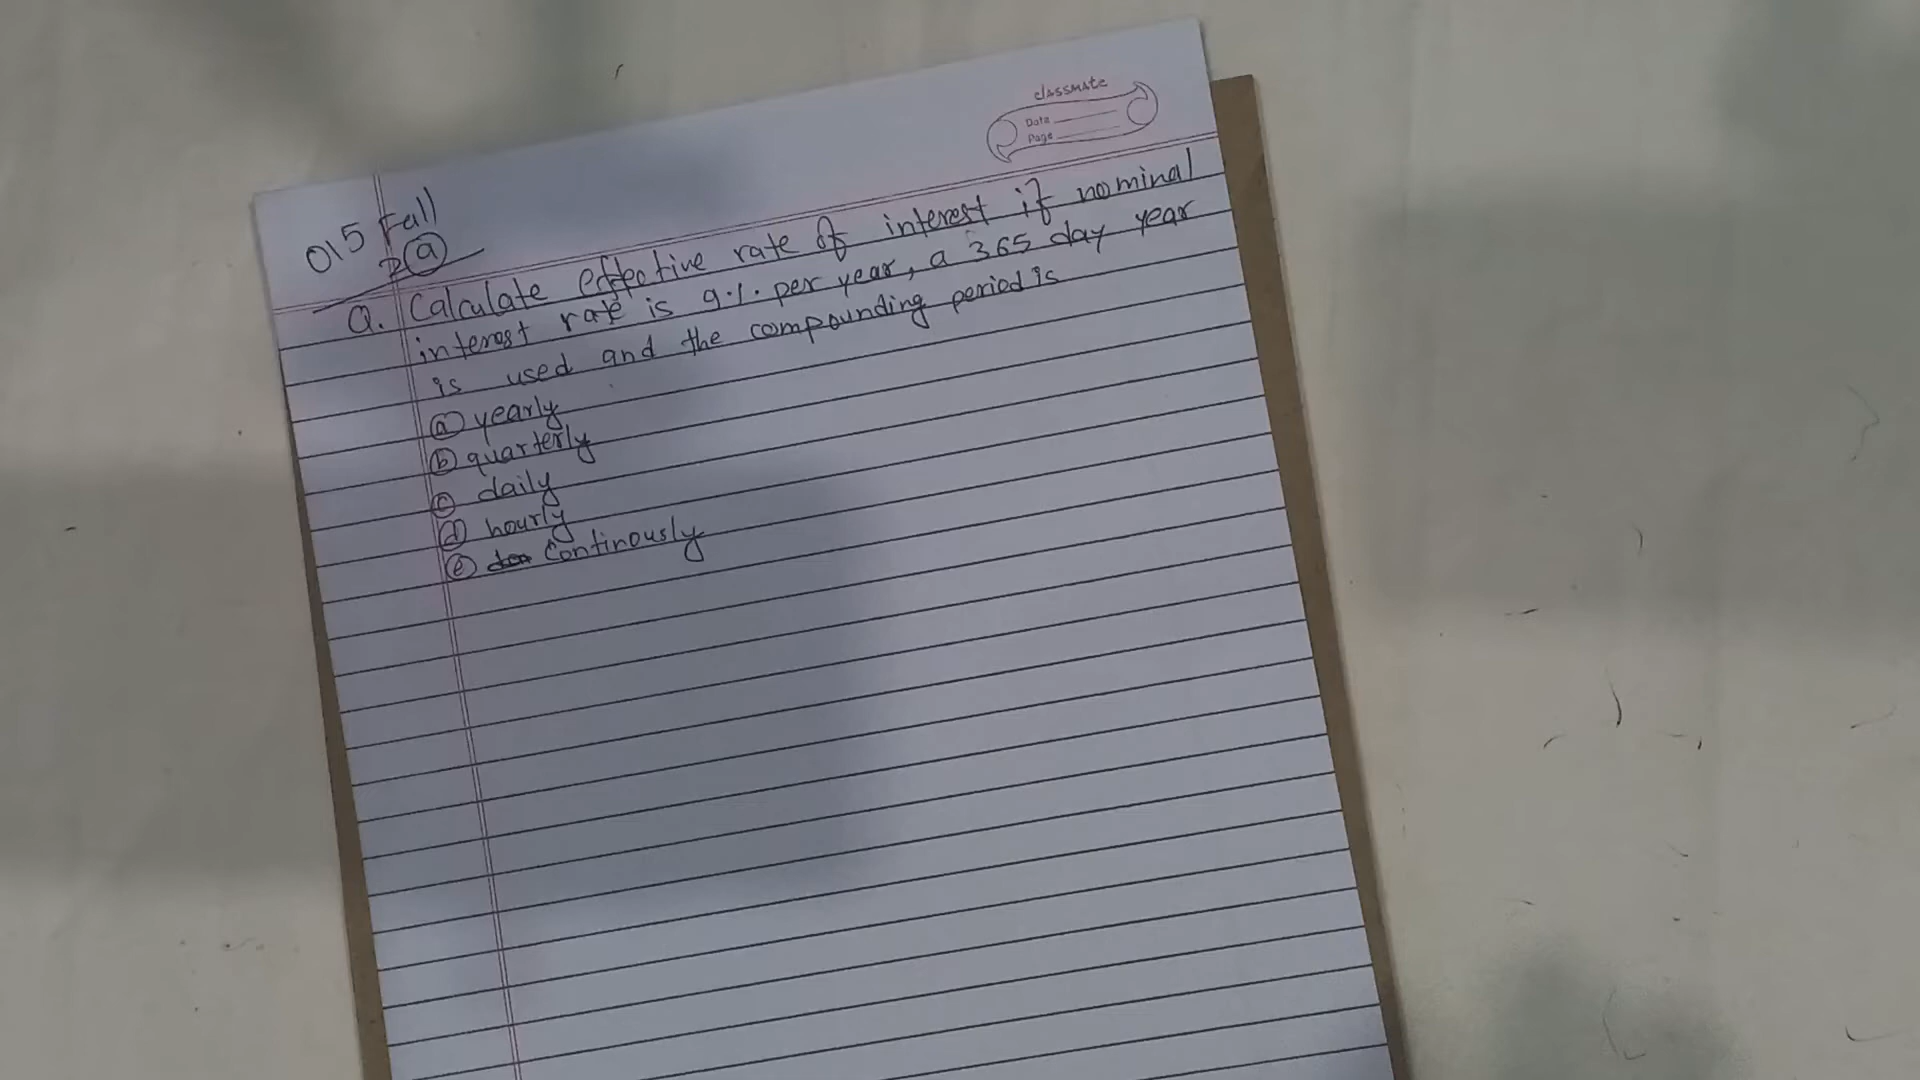 classmate
Date
Page
015 Fall
2 (a)
Q. Calculate effective rate of interest if nominal
interest rate is 9% per year, a 365 day year
is used and the compounding period is
(a) yearly
(b) quarterly
(c) daily
(d) hourly
(e) Continously